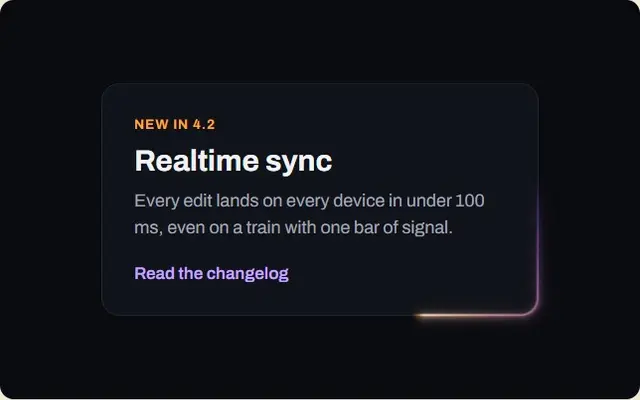 NEW IN 4.2
Realtime sync
Every edit lands on every device in under 100
ms, even on a train with one bar of signal.
Read the changelog